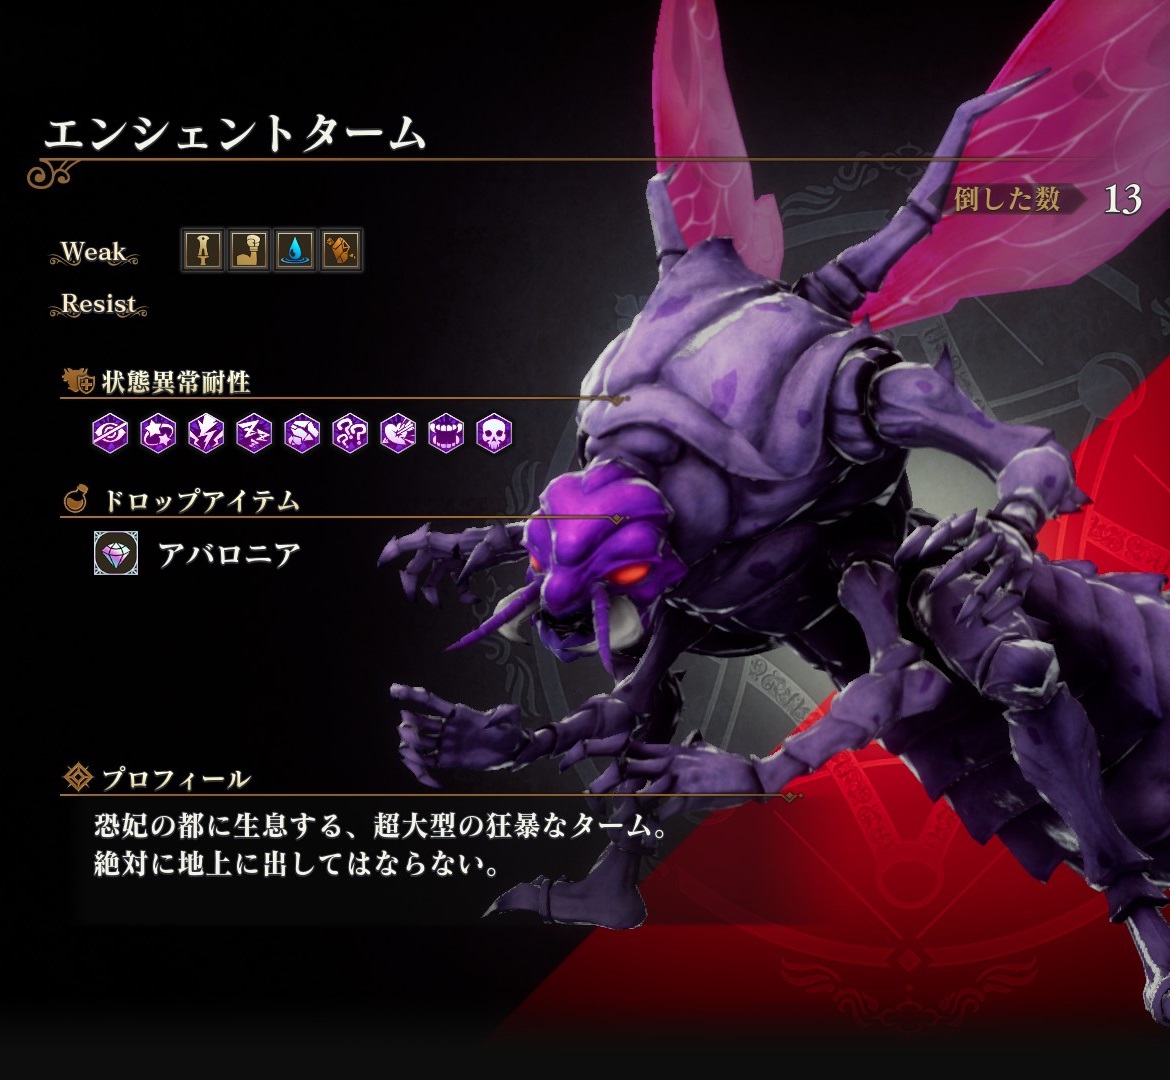 エンシェントターム
倒した数 13
Weak
Resist
状態異常耐性
ドロップアイテム
アバロニア
プロフィール
恐妃の都に生息する、超大型の狂暴なターム。
絶対に地上に出してはならない。